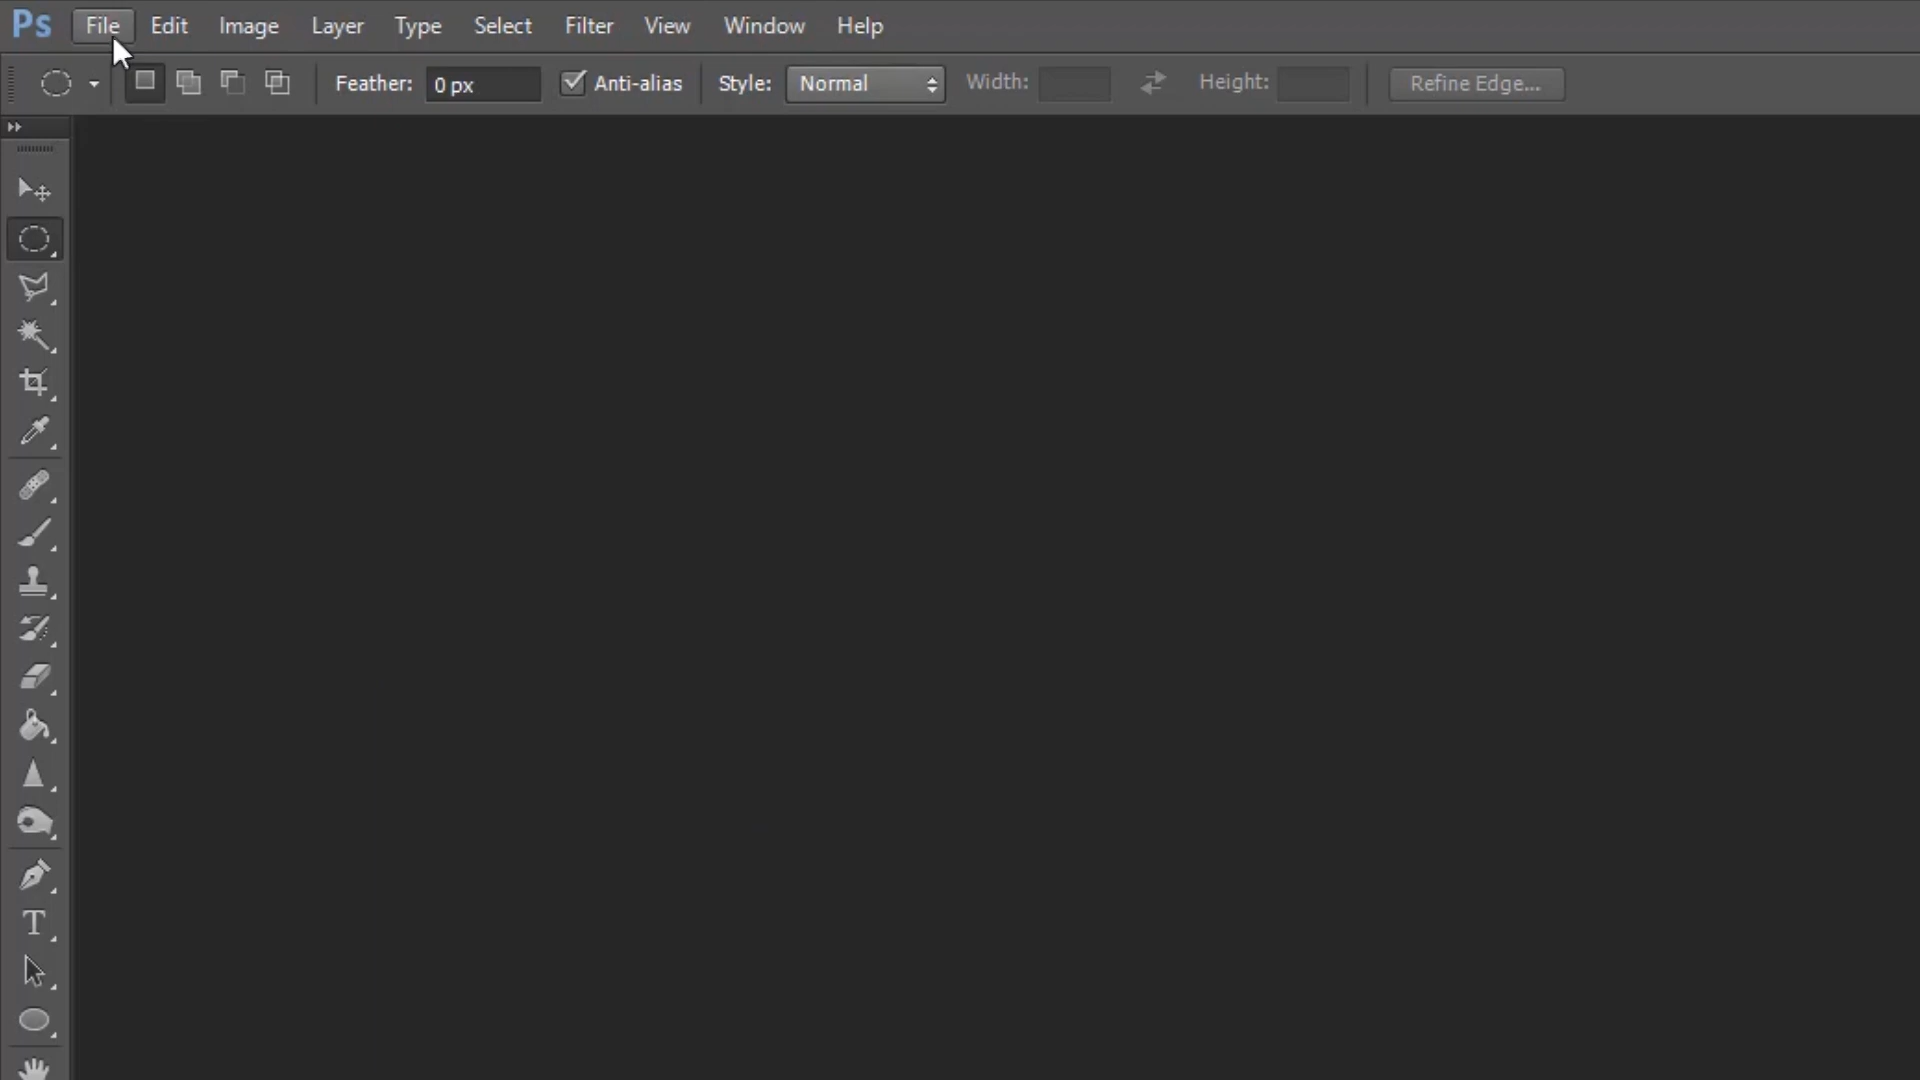 Ps File Edit Image Layer Type Select Filter View Window Help
Feather: 0 px Anti-alias Style: Normal Width: Height: Refine Edge...
T